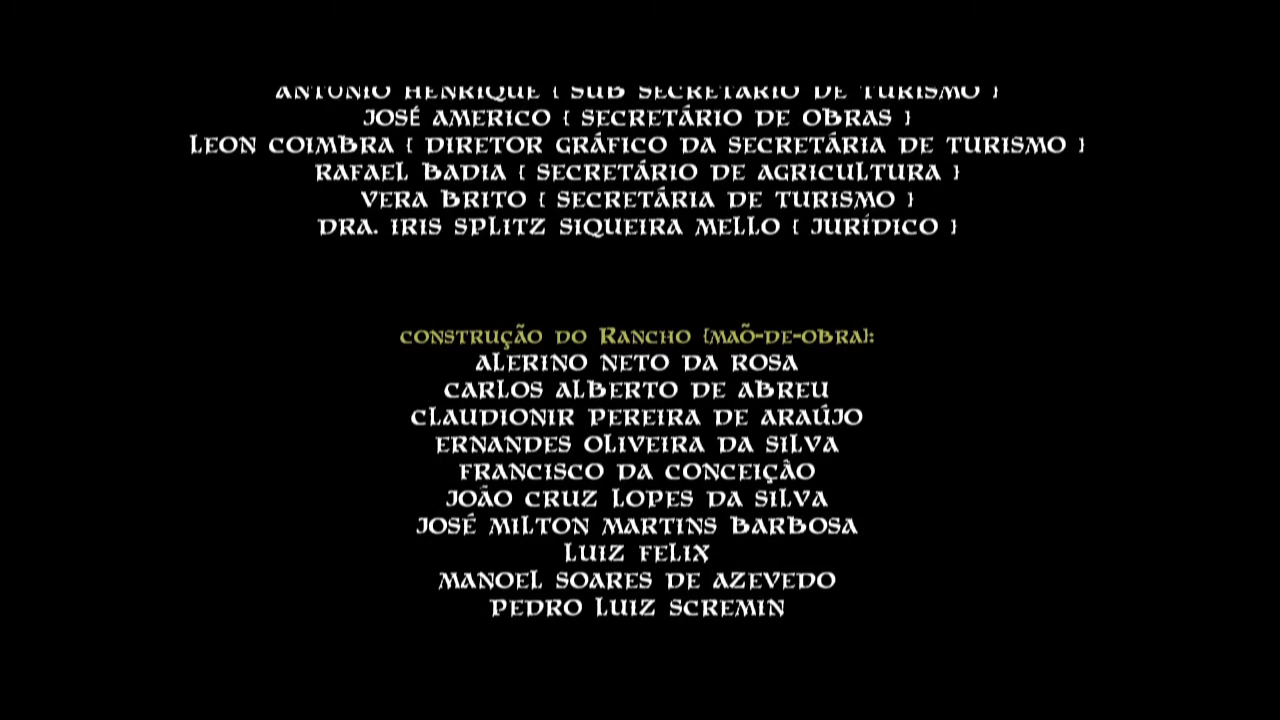 ANTONIO HENRIQUE { SUB SECRETÁRIO DE TURISMO }
JOSÉ AMERICO { SECRETÁRIO DE OBRAS }
LEON COIMBRA { DIRETOR GRÁFICO DA SECRETÁRIA DE TURISMO }
RAFAEL BADIA { SECRETÁRIO DE AGRICULTURA }
VERA BRITO { SECRETÁRIA DE TURISMO }
DRA. IRIS SPLITZ SIQUEIRA MELLO { JURÍDICO }
CONSTRUÇÃO DO RANCHO {MAÕ-DE-OBRA}:
ALERINO NETO DA ROSA
CARLOS ALBERTO DE ABREU
CLAUDIONIR PEREIRA DE ARAÚJO
ERNANDES OLIVEIRA DA SILVA
FRANCISCO DA CONCEIÇÃO
JOÃO CRUZ LOPES DA SILVA
JOSÉ MILTON MARTINS BARBOSA
LUIZ FELIX
MANOEL SOARES DE AZEVEDO
PEDRO LUIZ SCREMIN